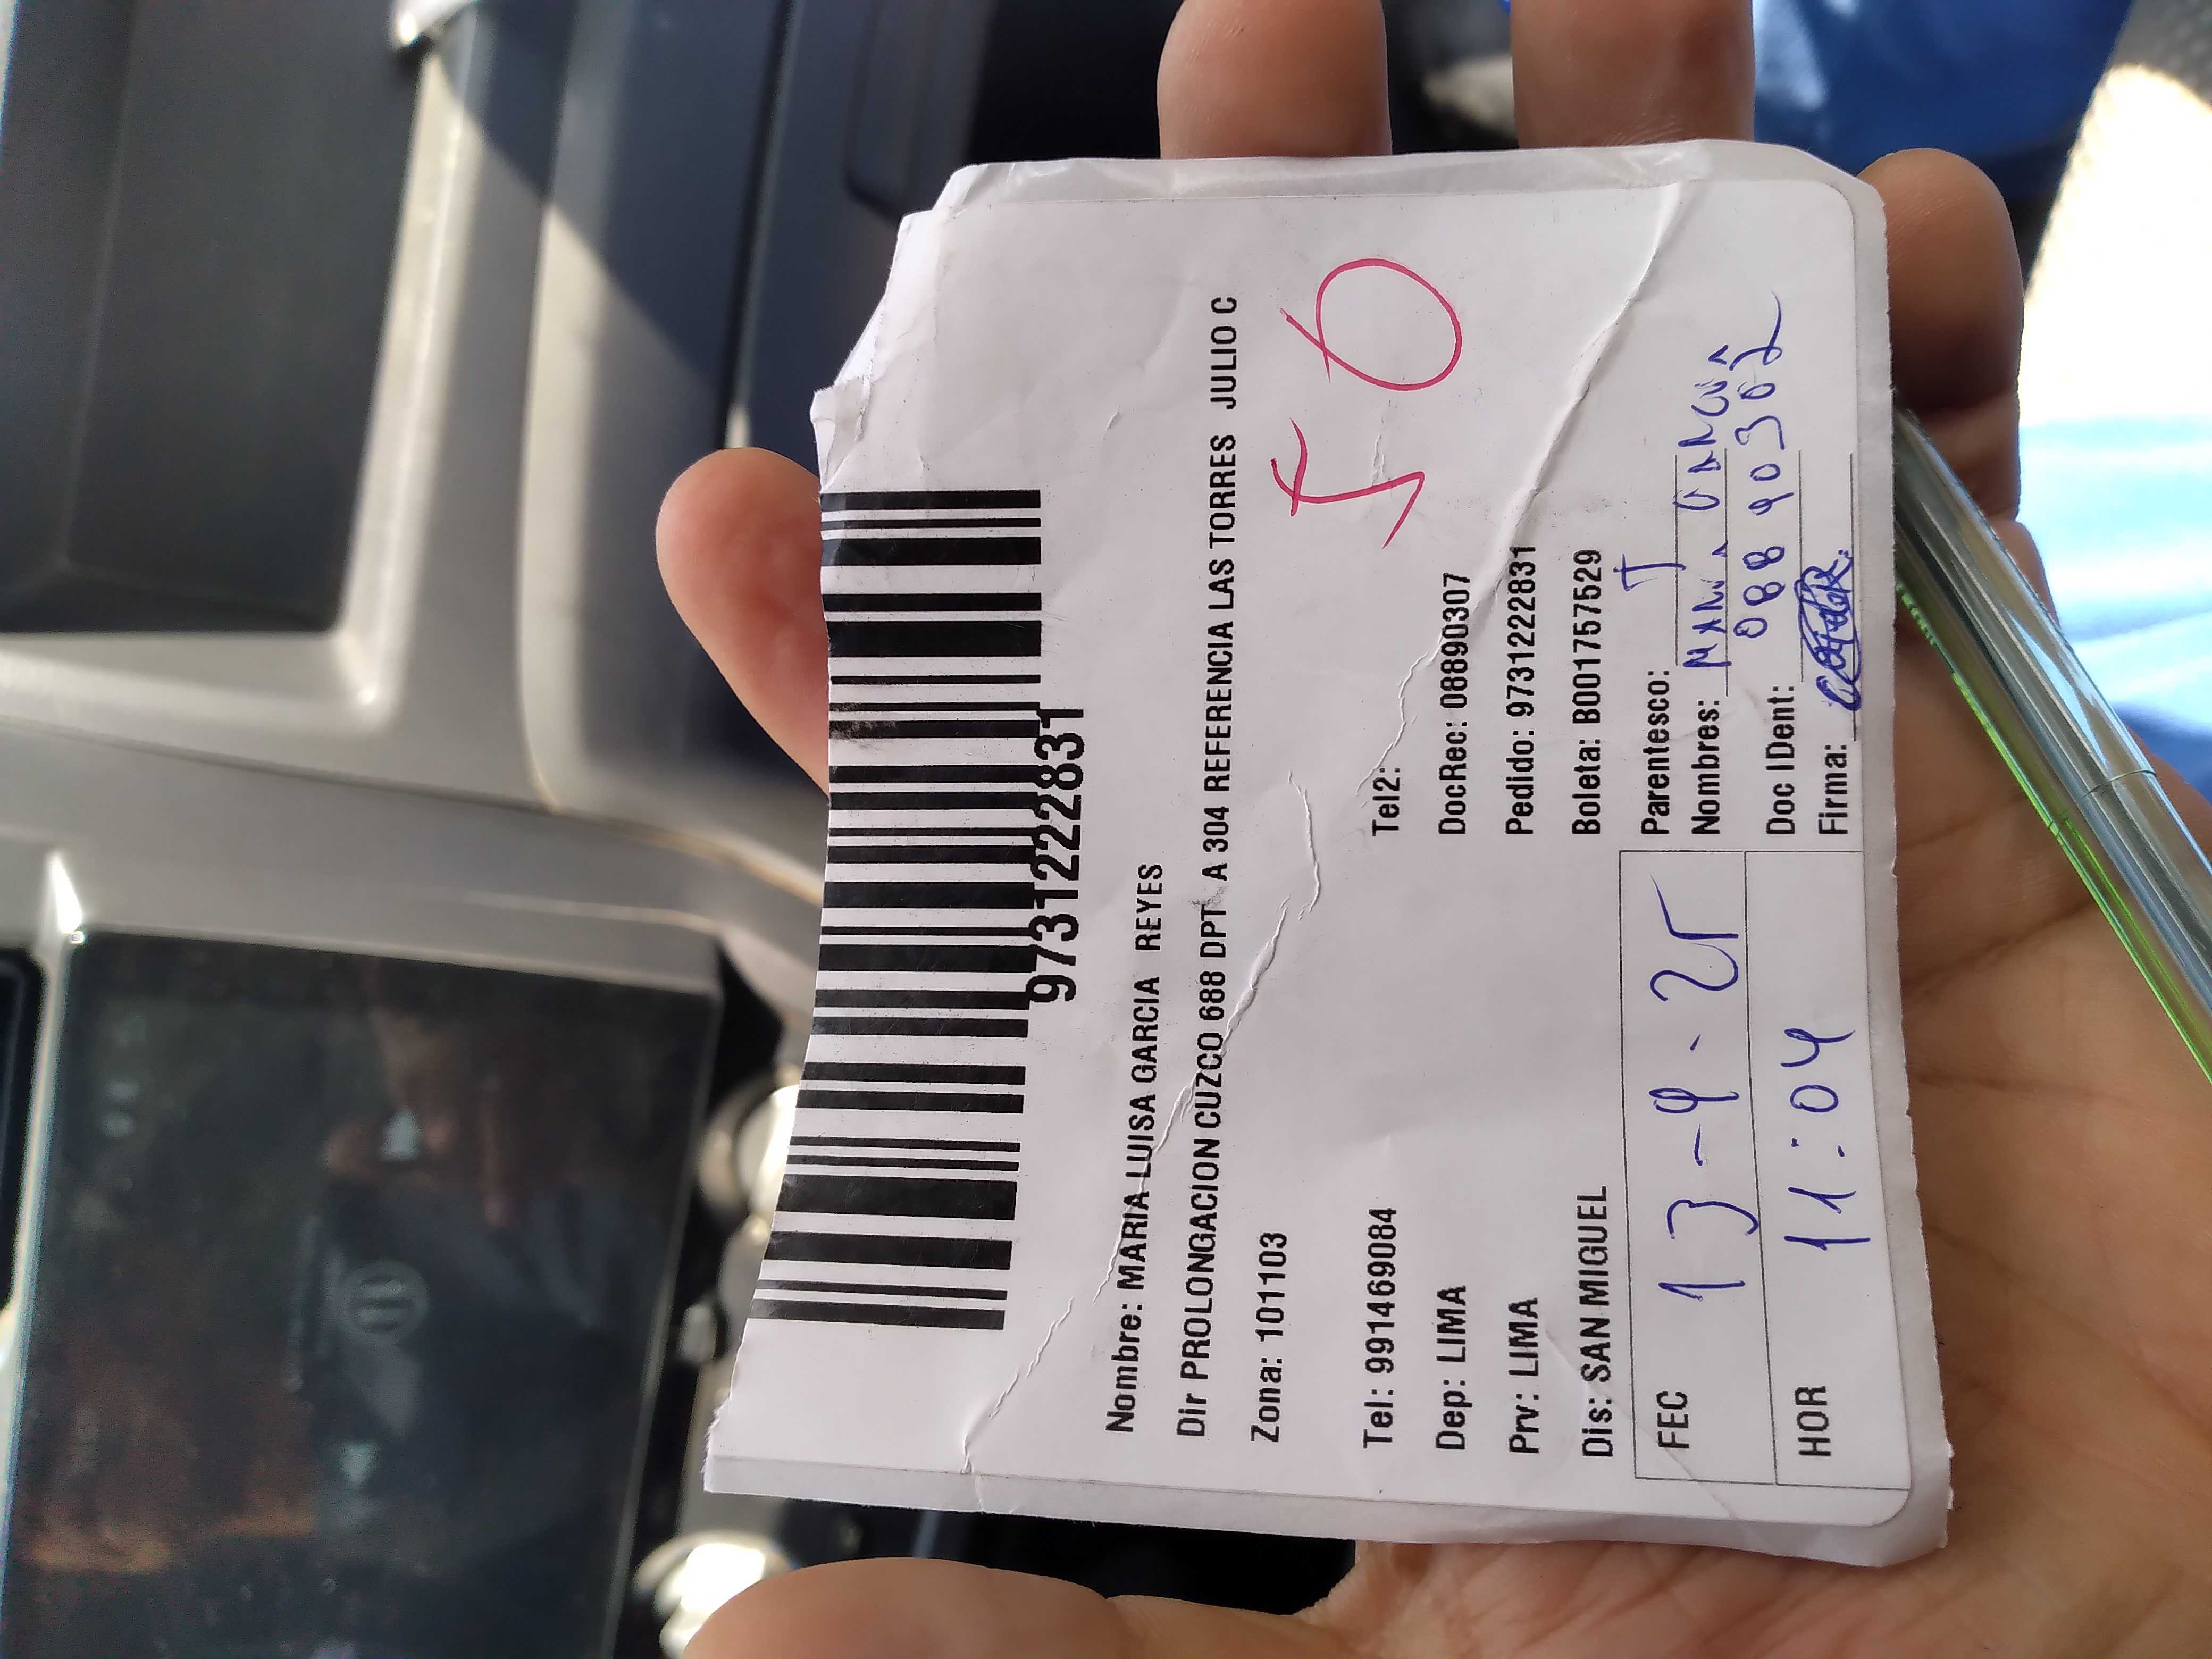 9731222831
Nombre: MARIA LUISA GARCIA REYES
Dir PROLONGACION CUZCO 688 DPT A 304 REFERENCIA LAS TORRES JULIO C
Zona: 101103
50
Tel: 991469084 Tel2:
Dep: LIMA DocRec: 08890307
Prv: LIMA Pedido: 9731222831
Dis: SAN MIGUEL Boleta: B001757529
FEC 13-9-25 Parentesco: T
Nombres:
HOR 11:04 Doc IDent: 08890307
Firma: